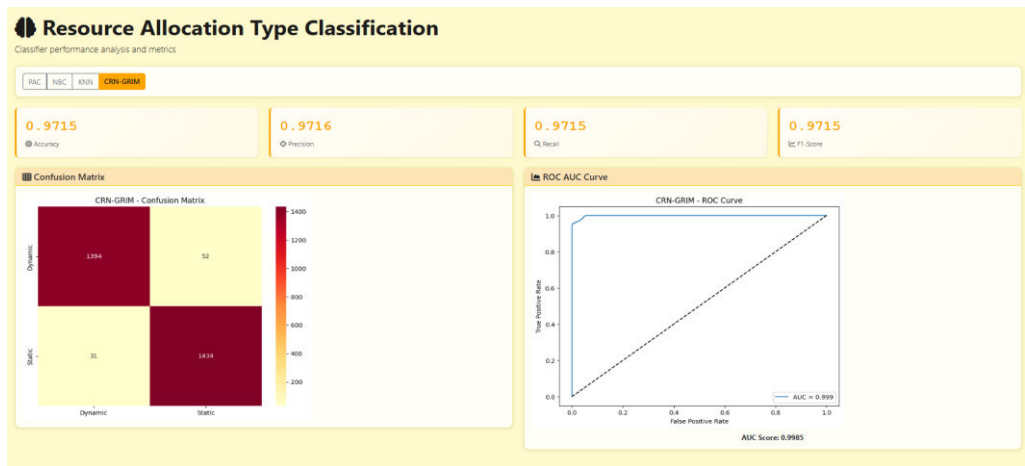 Resource Allocation Type Classification
Classifier performance analysis and metrics
PAC NBC KNN CRN-GRIM
0.9715
Accuracy
0.9716
Precision
0.9715
Recall
0.9715
F1-Score
Confusion Matrix
CRN-GRIM - Confusion Matrix
Dynamic
1394
52
Static
31
1434
Dynamic
Static
1400
1200
1000
800
600
400
200
ROC AUC Curve
CRN-GRIM - ROC Curve
True Positive Rate
1.0
0.8
0.6
0.4
0.2
0.0
AUC = 0.999
0.0
0.2
0.4
0.6
0.8
1.0
False Positive Rate
AUC Score: 0.9985